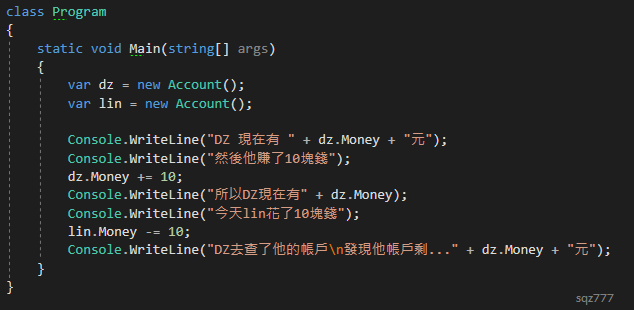 class Program
{
    static void Main(string[] args)
    {
        var dz = new Account();
        var lin = new Account();

        Console.WriteLine("DZ 現在有 " + dz.Money + "元");
        Console.WriteLine("然後他賺了10塊錢");
        dz.Money += 10;
        Console.WriteLine("所以DZ現在有" + dz.Money);
        Console.WriteLine("今天lin花了10塊錢");
        lin.Money -= 10;
        Console.WriteLine("DZ去查了他的帳戶\n發現他帳戶剩..." + dz.Money + "元");
    }
}
sqz777